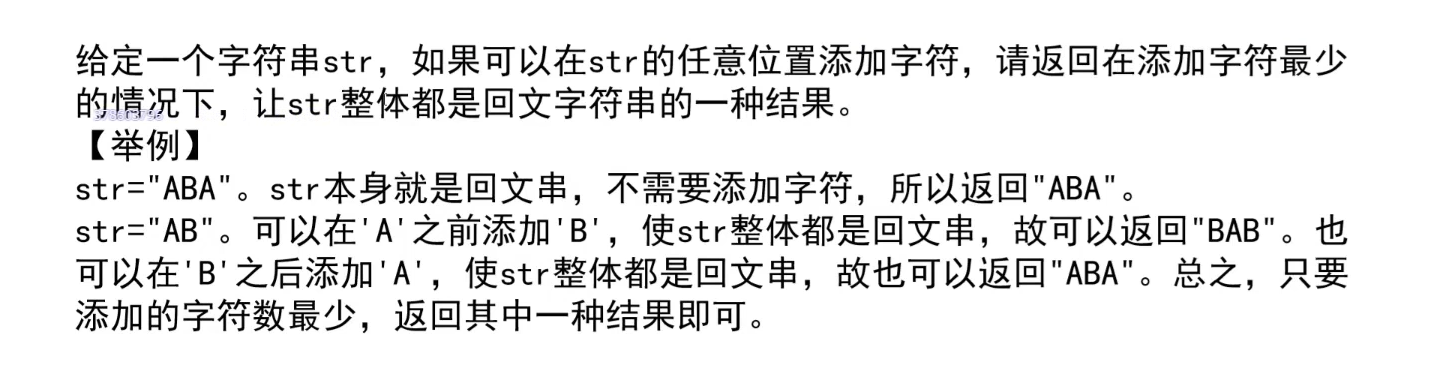 给定一个字符串str，如果可以在str的任意位置添加字符，请返回在添加字符最少
的情况下，让str整体都是回文字符串的一种结果。
【举例】
str="ABA"。str本身就是回文串，不需要添加字符，所以返回"ABA"。
str="AB"。可以在'A'之前添加'B'，使str整体都是回文串，故可以返回"BAB"。也
可以在'B'之后添加'A'，使str整体都是回文串，故也可以返回"ABA"。总之，只要
添加的字符数最少，返回其中一种结果即可。